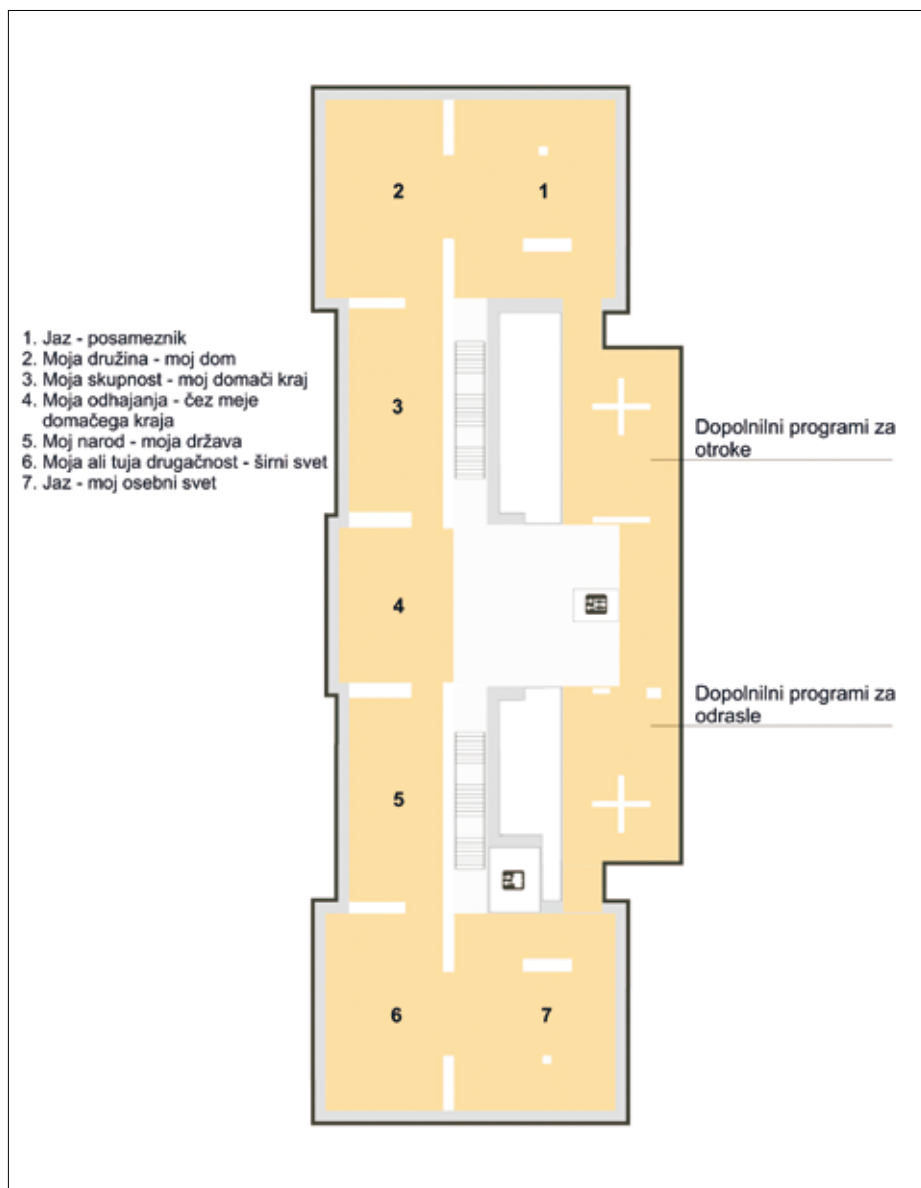 2
1
1. Jaz - posameznik
2. Moja družina - moj dom
3. Moja skupnost - moj domači kraj
4. Moja odhajanja - čez meje
domačega kraja
5. Moj narod - moja država
6. Moja ali tuja drugačnost - širni svet
7. Jaz - moj osebni svet
3
Dopolnilni programi za
otroke
4
Dopolnilni programi za
odrasle
5
6
7